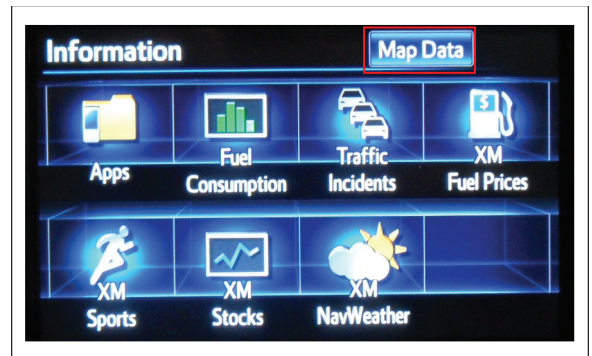 Information
Map Data
Apps
Fuel
Consumption
Traffic
Incidents
$
XM
Fuel Prices
XM
Sports
XM
Stocks
XM
NavWeather